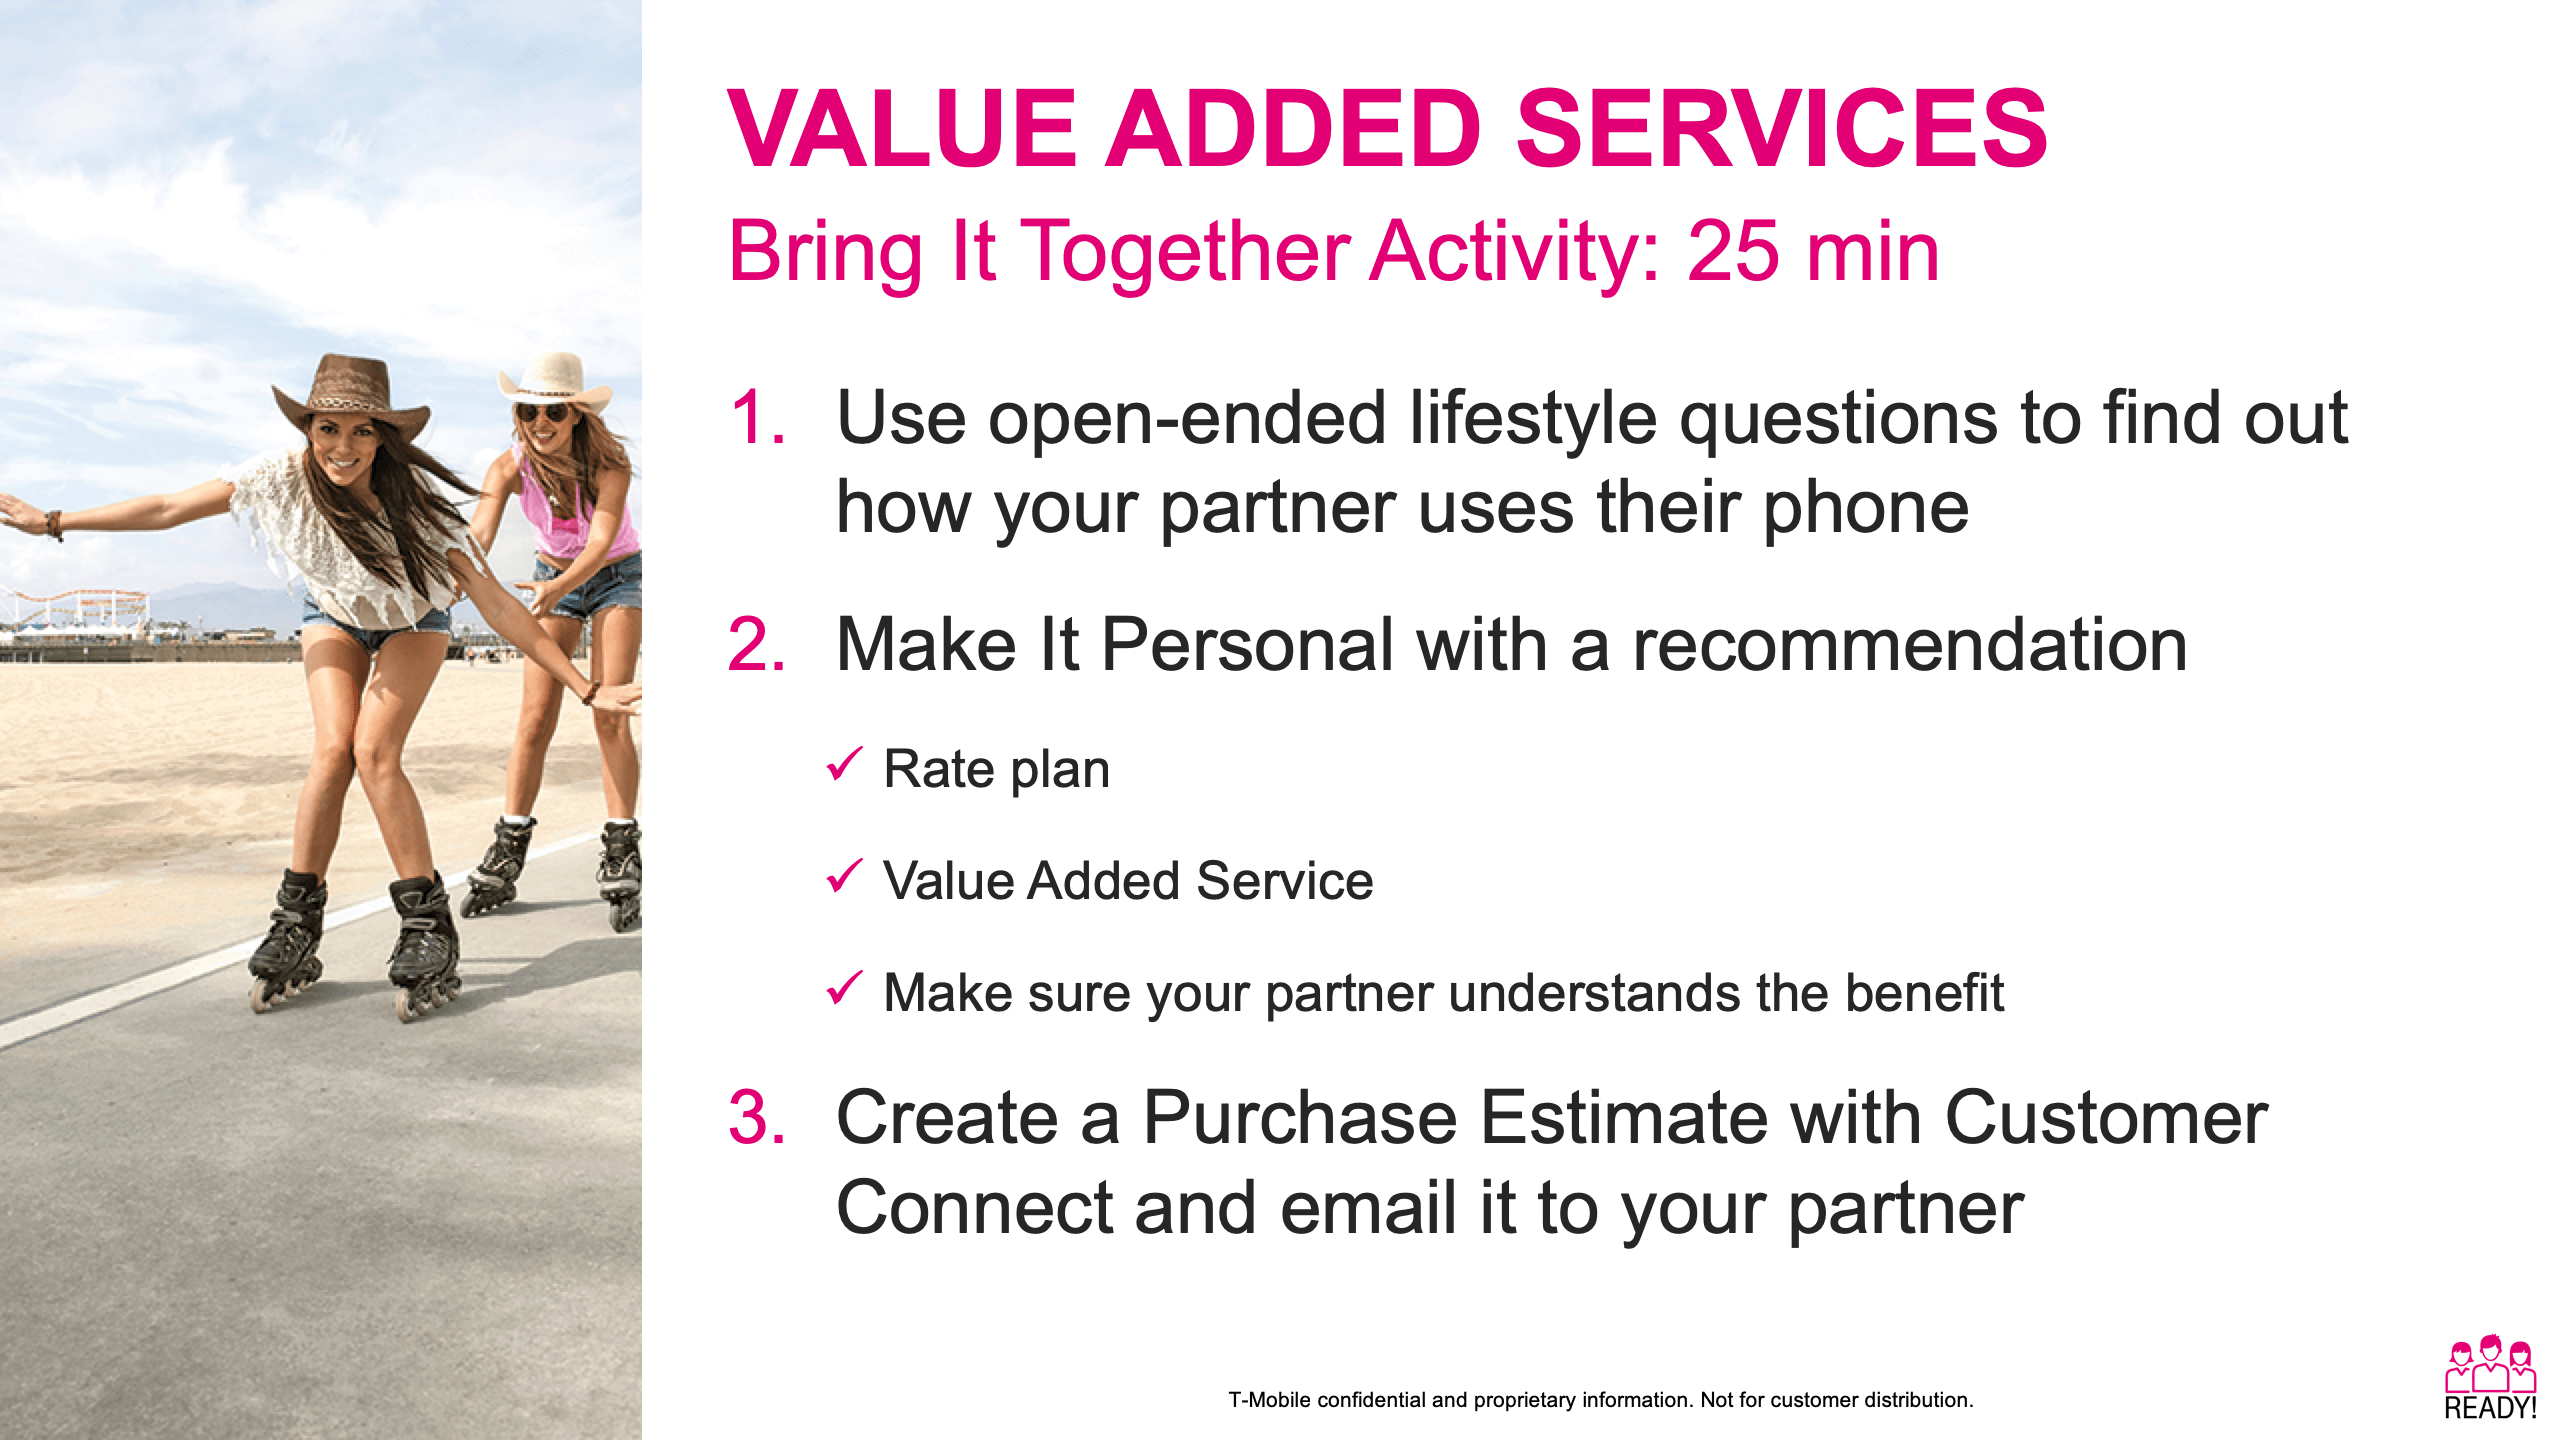 VALUE ADDED SERVICES
Bring It Together Activity: 25 min
1. Use open-ended lifestyle questions to find out
how your partner uses their phone
2. Make It Personal with a recommendation
✓ Rate plan
✓ Value Added Service
✓ Make sure your partner understands the benefit
3. Create a Purchase Estimate with Customer
Connect and email it to your partner
T-Mobile confidential and proprietary information. Not for customer distribution.
READY!